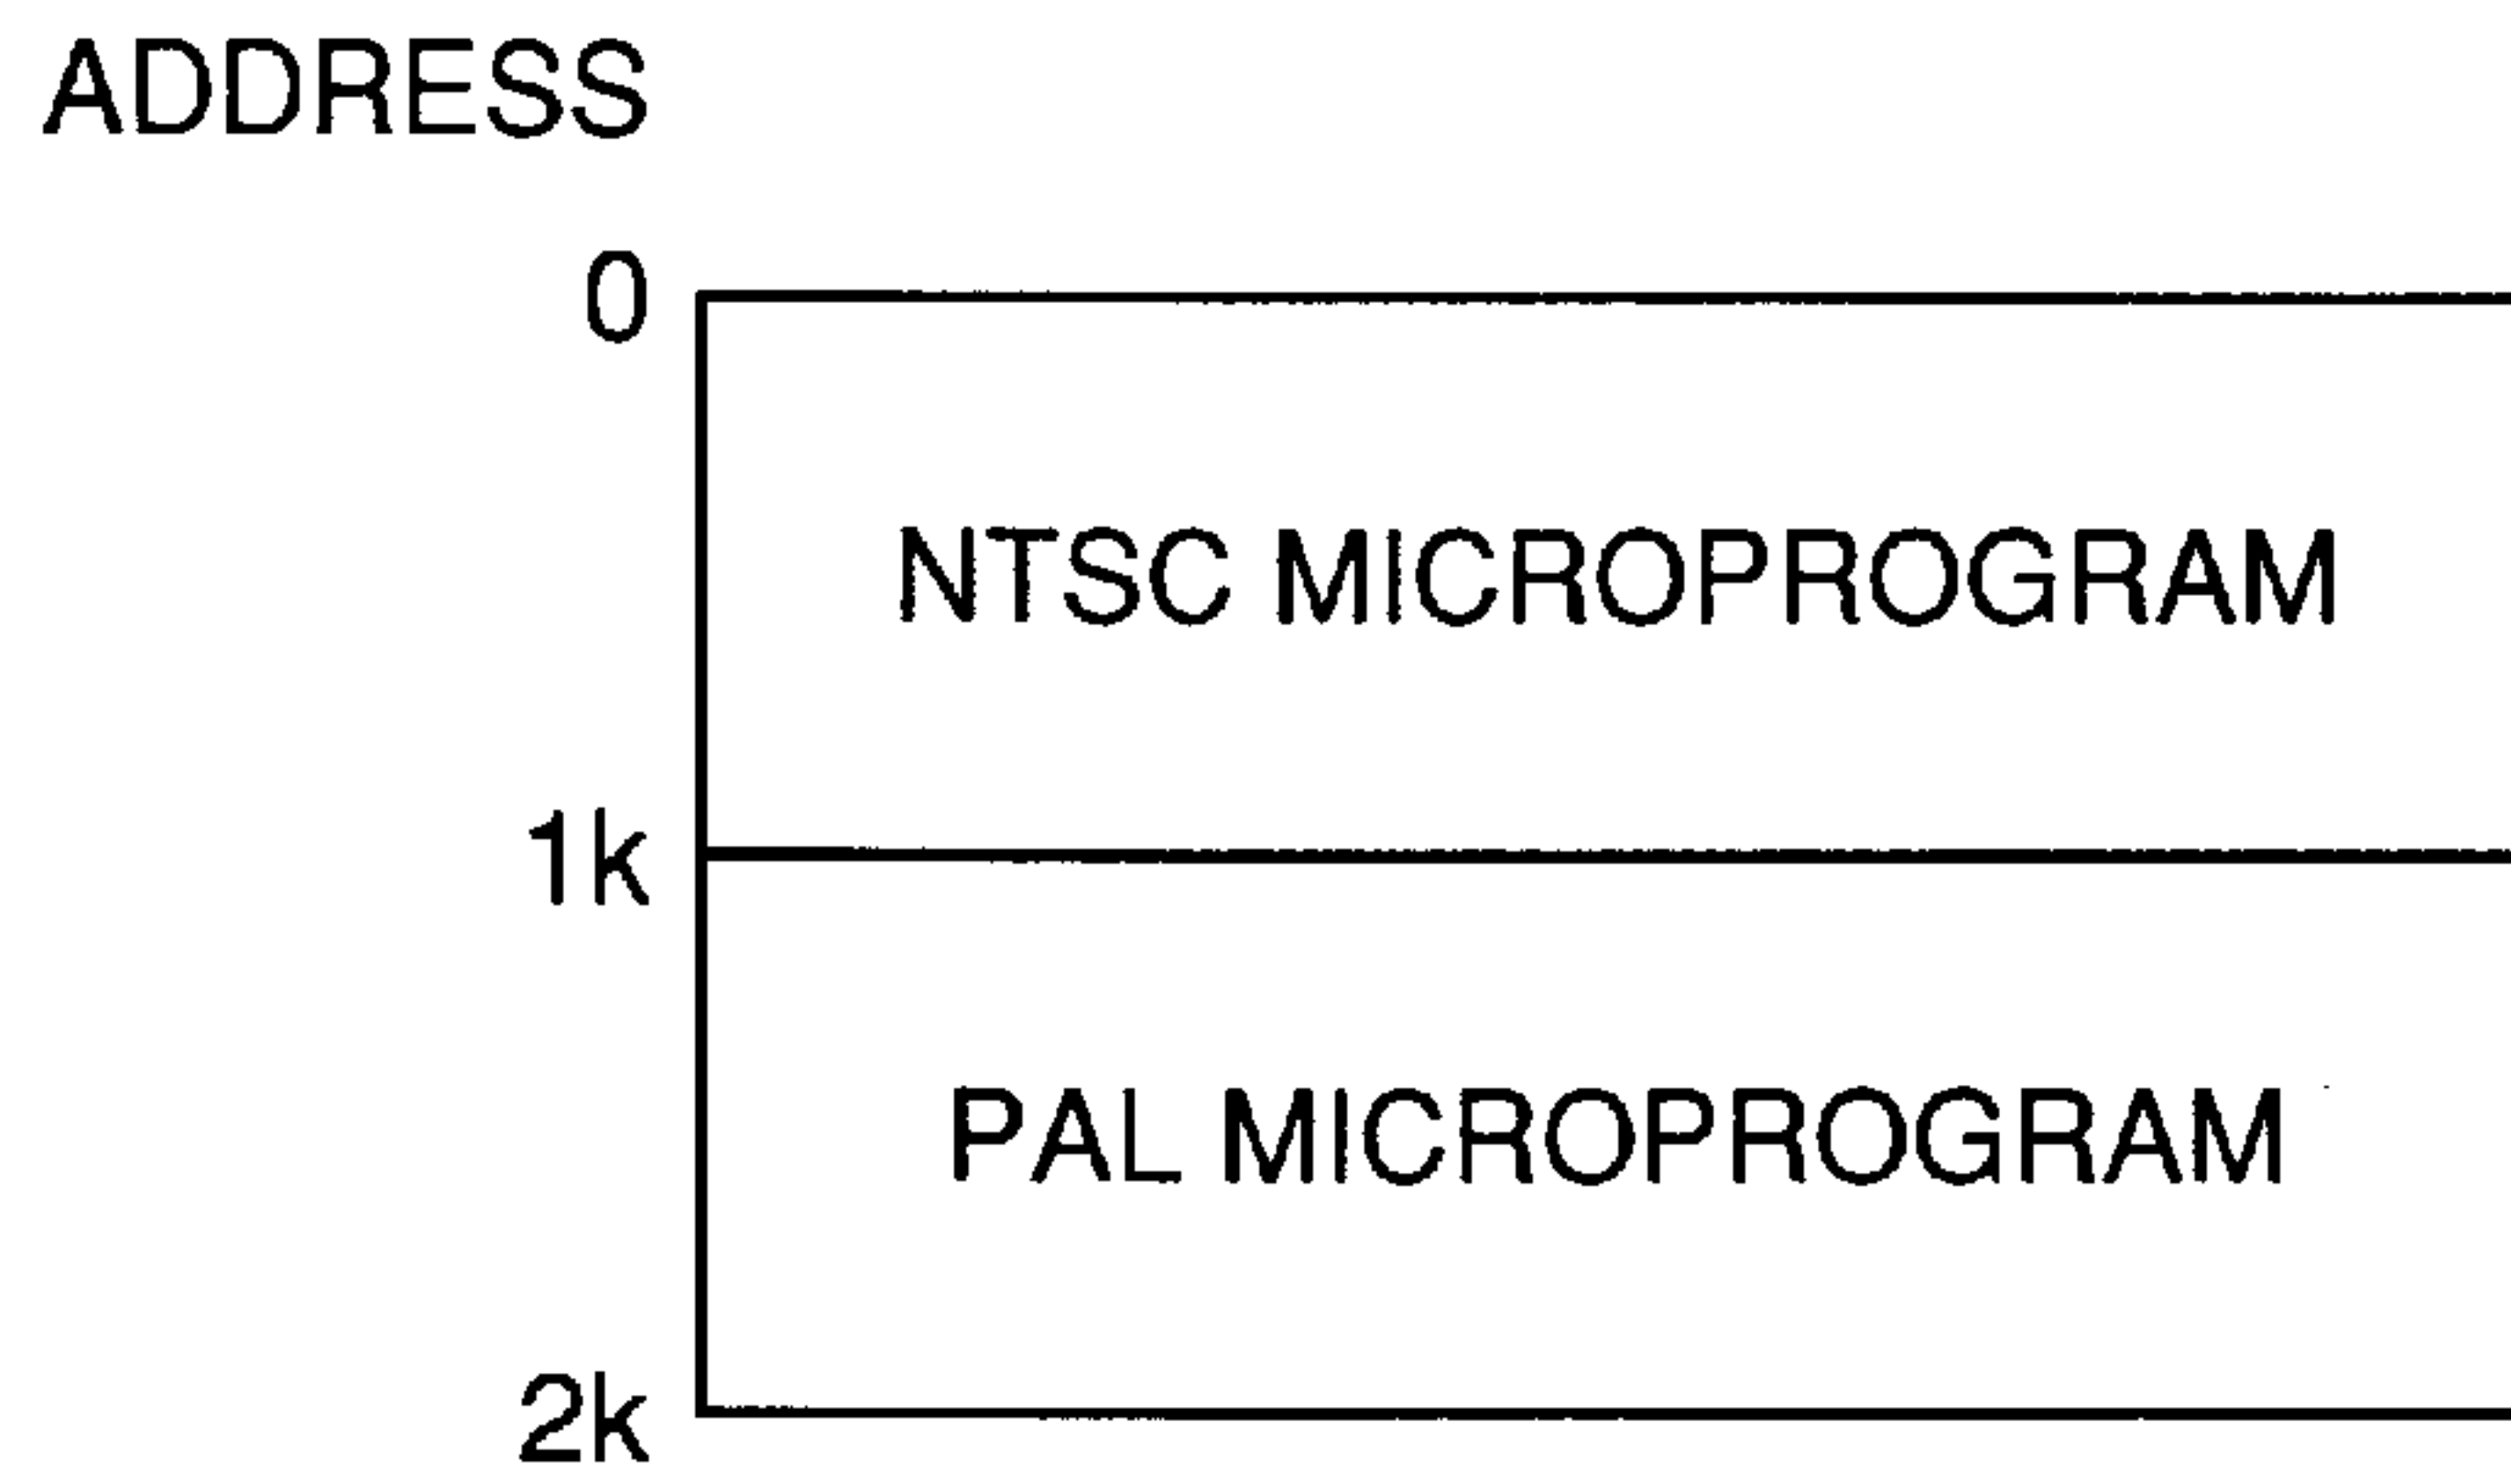 ADDRESS
0
NTSC MICROPROGRAM
1k
PAL MICROPROGRAM
2k